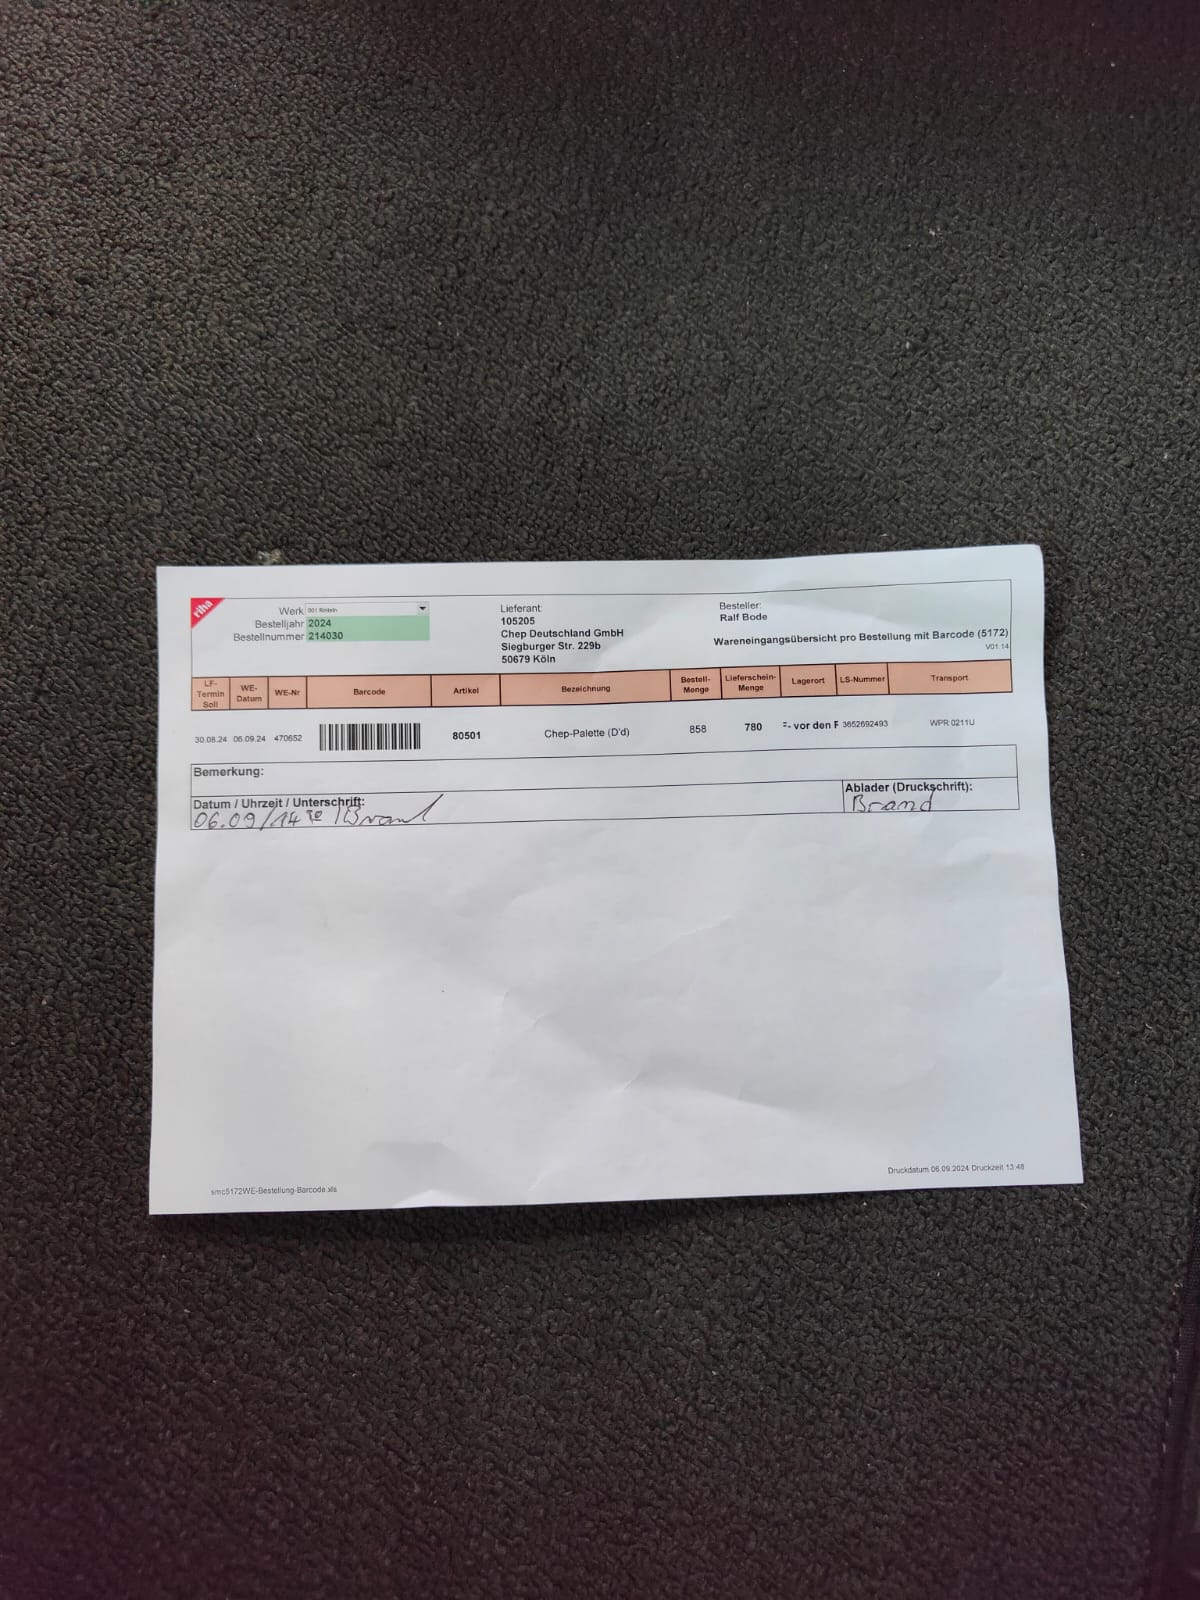 riha
Werk 001 Rinteln
Bestelljahr 2024
Bestellnummer 214030
Lieferant:
105205
Chep Deutschland GmbH
Siegburger Str. 229b
50679 Köln
Besteller:
Ralf Bode
Wareneingangsübersicht pro Bestellung mit Barcode (5172)
V01.14
LF-Termin Soll WE-Datum WE-Nr Barcode Artikel Bezeichnung Bestell-Menge Lieferschein-Menge Lagerort LS-Nummer Transport
30.08.24 06.09.24 470652 80501 Chep-Palette (D'd) 858 780 - vor den F 3652692493 WPR 0211U
Bemerkung:
Datum / Uhrzeit / Unterschrift:
06.09/14 Brand
Ablader (Druckschrift):
Brand
smc5172WE-Bestellung-Barcode.xls
Druckdatum 06.09.2024 Druckzeit 13:48